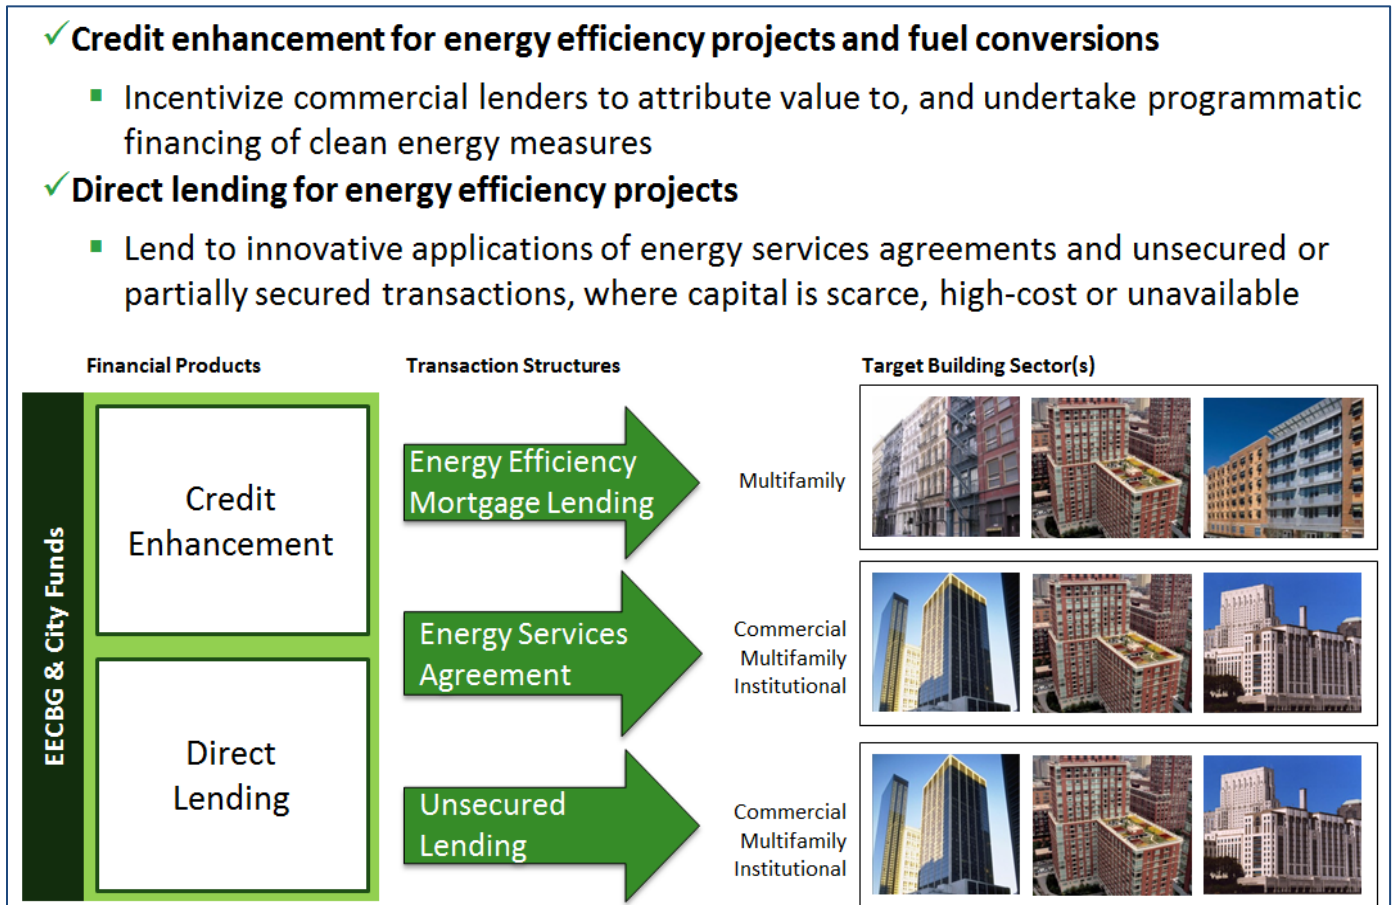 Credit enhancement for energy efficiency projects and fuel conversions
Incentivize commercial lenders to attribute value to, and undertake programmatic
financing of clean energy measures
Direct lending for energy efficiency projects
Lend to innovative applications of energy services agreements and unsecured or
partially secured transactions, where capital is scarce, high-cost or unavailable
Financial Products
Transaction Structures
Target Building Sector(s)
EECBG & City Funds
Credit
Enhancement
Direct
Lending
Energy Efficiency
Mortgage Lending
Multifamily
Energy Services
Agreement
Commercial
Multifamily
Institutional
Unsecured
Lending
Commercial
Multifamily
Institutional